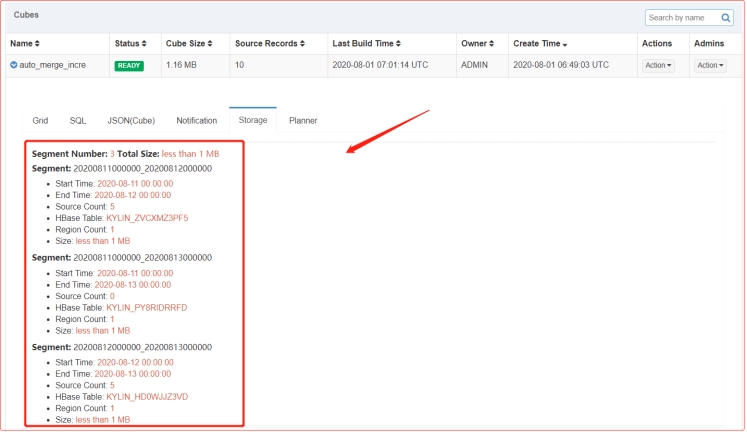 Cubes
Search by name
Name Status Cube Size Source Records Last Build Time Owner Create Time Actions Admins
auto_merge_incre READY 1.16 MB 10 2020-08-01 07:01:14 UTC ADMIN 2020-08-01 06:49:03 UTC Action Action
Grid SQL JSON(Cube) Notification Storage Planner
Segment Number: 3 Total Size: less than 1 MB
Segment: 20200811000000_20200812000000
Start Time: 2020-08-11 00:00:00
End Time: 2020-08-12 00:00:00
Source Count: 5
HBase Table: KYLIN_ZVCXMZ3PF5
Region Count: 1
Size: less than 1 MB
Segment: 20200811000000_20200813000000
Start Time: 2020-08-11 00:00:00
End Time: 2020-08-13 00:00:00
Source Count: 0
HBase Table: KYLIN_PY8RIDRRFD
Region Count: 1
Size: less than 1 MB
Segment: 20200812000000_20200813000000
Start Time: 2020-08-12 00:00:00
End Time: 2020-08-13 00:00:00
Source Count: 5
HBase Table: KYLIN_HD0WJJZ3VD
Region Count: 1
Size: less than 1 MB